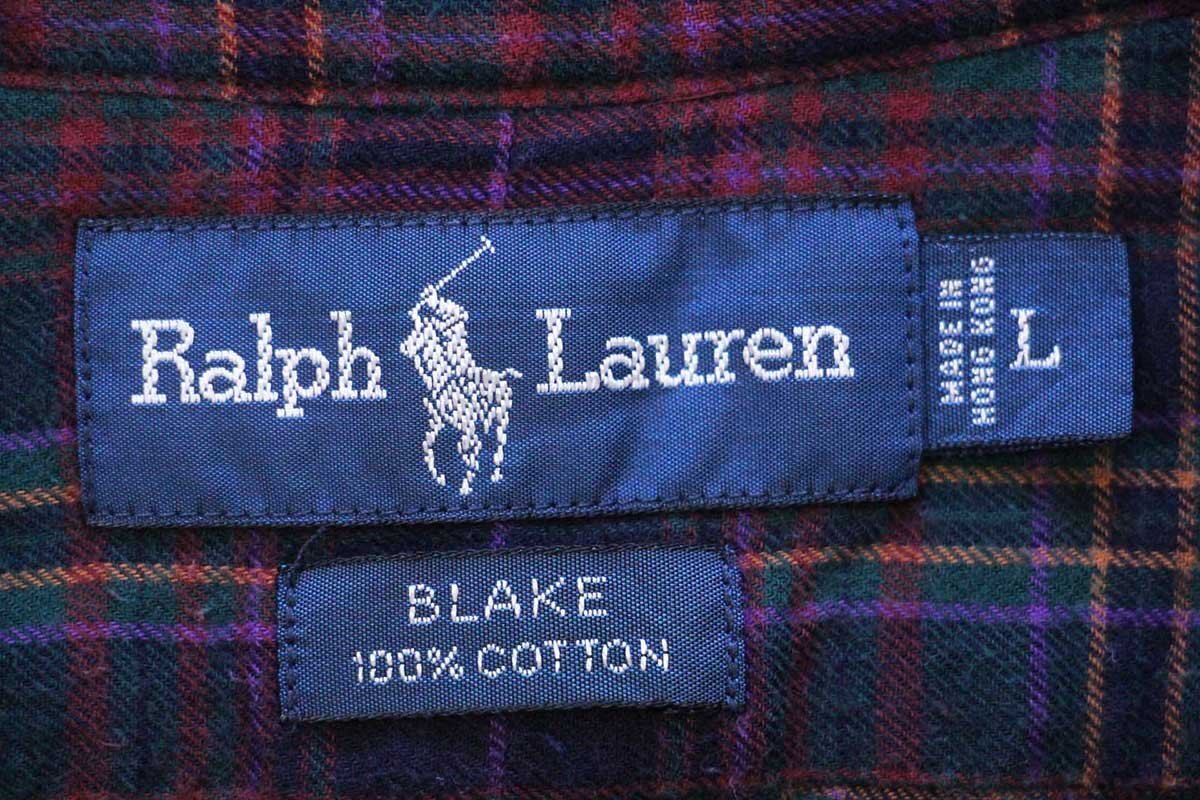 Ralph Lauren
MADE IN
HONG KONG
L
BLAKE
100% COTTON